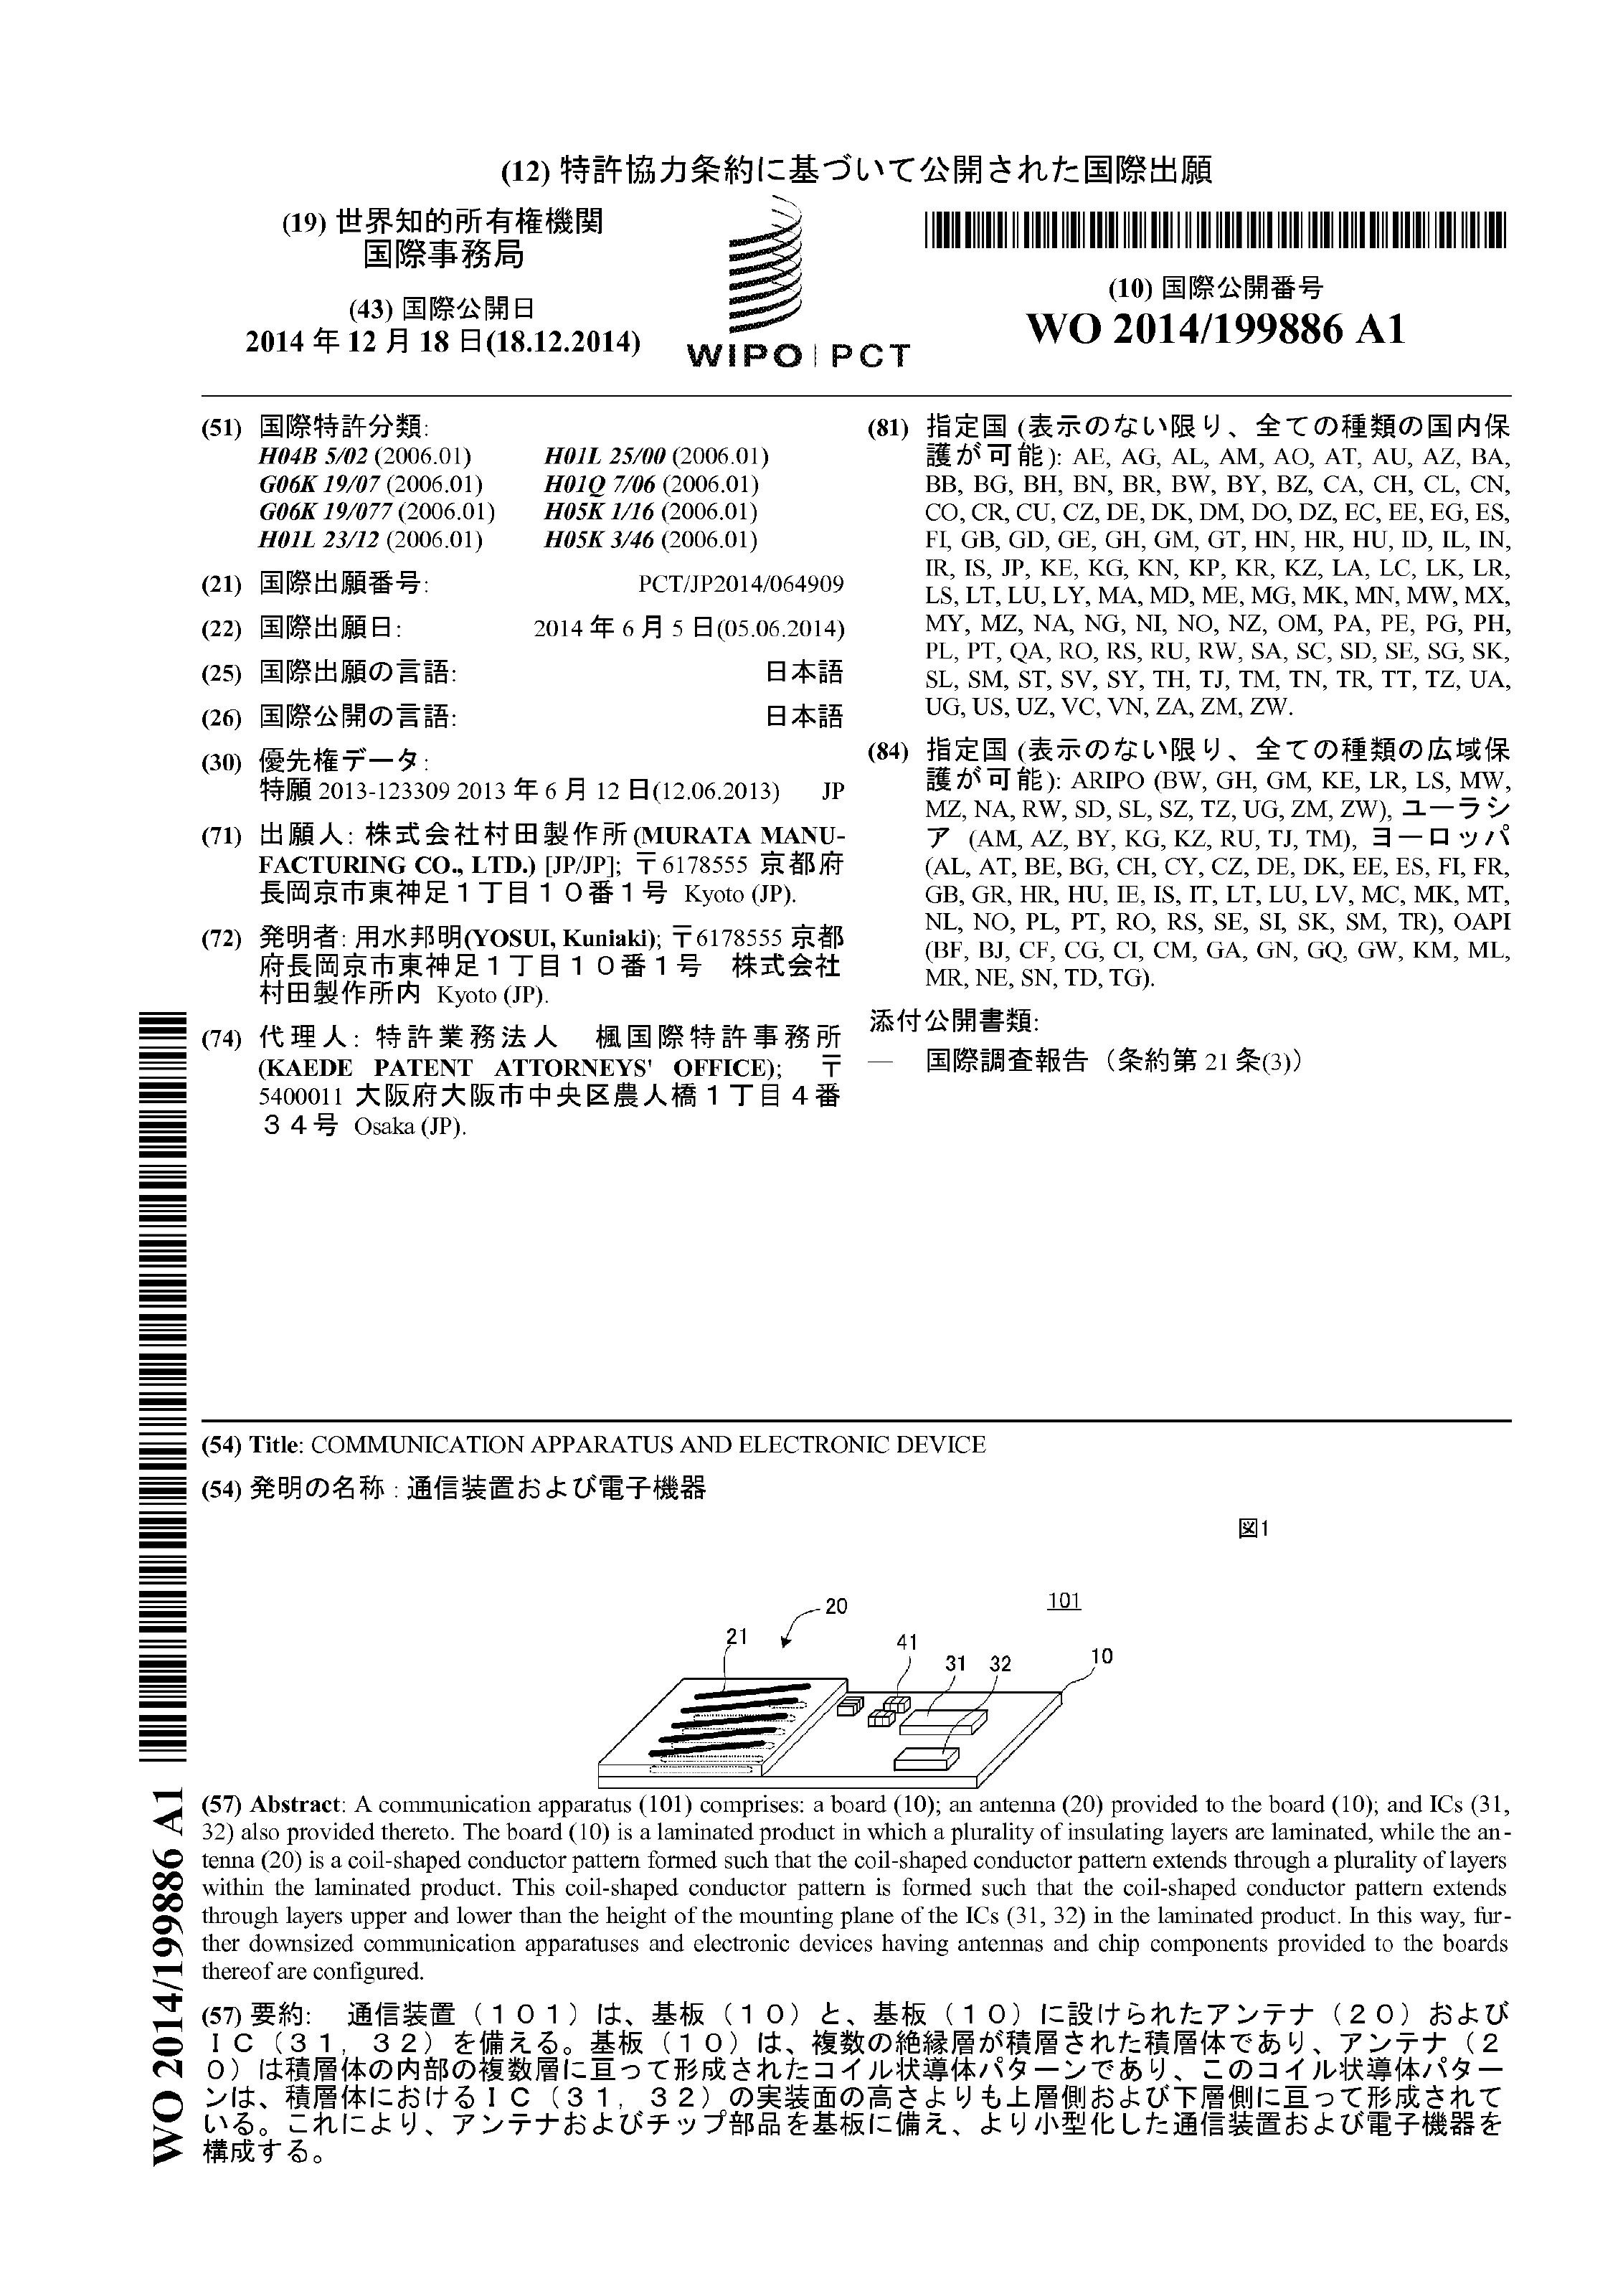 (12) 特許協力条約に基づいて公開された国際出願
(19) 世界知的所有権機関
国際事務局
(43) 国際公開日
2014 年 12 月 18 日(18.12.2014)
WIPO | PCT
(10) 国際公開番号
WO 2014/199886 A1
(51) 国際特許分類:
H04B 5/02 (2006.01) H01L 25/00 (2006.01)
G06K 19/07 (2006.01) H01Q 7/06 (2006.01)
G06K 19/077 (2006.01) H05K 1/16 (2006.01)
H01L 23/12 (2006.01) H05K 3/46 (2006.01)
(21) 国際出願番号: PCT/JP2014/064909
(22) 国際出願日: 2014 年 6 月 5 日(05.06.2014)
(25) 国際出願の言語: 日本語
(26) 国際公開の言語: 日本語
(30) 優先権データ:
特願 2013-123309 2013 年 6 月 12 日(12.06.2013) JP
(71) 出願人: 株式会社村田製作所(MURATA MANU-
FACTURING CO., LTD.) [JP/JP]; 〒6178555 京都府
長岡京市東神足1丁目10番1号 Kyoto (JP).
(72) 発明者: 用水邦明(YOSUI, Kuniaki); 〒6178555 京都
府長岡京市東神足1丁目10番1号 株式会社
村田製作所内 Kyoto (JP).
(74) 代理人: 特許業務法人 楓国際特許事務所
(KAEDE PATENT ATTORNEYS' OFFICE); 〒
5400011 大阪府大阪市中央区農人橋1丁目4番
34号 Osaka (JP).
(81) 指定国 (表示のない限り、全ての種類の国内保
護が可能): AE, AG, AL, AM, AO, AT, AU, AZ, BA,
BB, BG, BH, BN, BR, BW, BY, BZ, CA, CH, CL, CN,
CO, CR, CU, CZ, DE, DK, DM, DO, DZ, EC, EE, EG, ES,
FI, GB, GD, GE, GH, GM, GT, HN, HR, HU, ID, IL, IN,
IR, IS, JP, KE, KG, KN, KP, KR, KZ, LA, LC, LK, LR,
LS, LT, LU, LY, MA, MD, ME, MG, MK, MN, MW, MX,
MY, MZ, NA, NG, NI, NO, NZ, OM, PA, PE, PG, PH,
PL, PT, QA, RO, RS, RU, RW, SA, SC, SD, SE, SG, SK,
SL, SM, ST, SV, SY, TH, TJ, TM, TN, TR, TT, TZ, UA,
UG, US, UZ, VC, VN, ZA, ZM, ZW.
(84) 指定国 (表示のない限り、全ての種類の広域保
護が可能): ARIPO (BW, GH, GM, KE, LR, LS, MW,
MZ, NA, RW, SD, SL, SZ, TZ, UG, ZM, ZW), ユーラシ
ア (AM, AZ, BY, KG, KZ, RU, TJ, TM), ヨーロッパ
(AL, AT, BE, BG, CH, CY, CZ, DE, DK, EE, ES, FI, FR,
GB, GR, HR, HU, IE, IS, IT, LT, LU, LV, MC, MK, MT,
NL, NO, PL, PT, RO, RS, SE, SI, SK, SM, TR), OAPI
(BF, BJ, CF, CG, CI, CM, GA, GN, GQ, GW, KM, ML,
MR, NE, SN, TD, TG).
添付公開書類:
— 国際調査報告(条約第 21 条(3))
(54) Title: COMMUNICATION APPARATUS AND ELECTRONIC DEVICE
(54) 発明の名称 : 通信装置および電子機器
図1
101
20
21
41
31
32
10
(57) Abstract: A communication apparatus (101) comprises: a board (10); an antenna (20) provided to the board (10); and ICs (31,
32) also provided thereto. The board (10) is a laminated product in which a plurality of insulating layers are laminated, while the an-
tenna (20) is a coil-shaped conductor pattern formed such that the coil-shaped conductor pattern extends through a plurality of layers
within the laminated product. This coil-shaped conductor pattern is formed such that the coil-shaped conductor pattern extends
through layers upper and lower than the height of the mounting plane of the ICs (31, 32) in the laminated product. In this way, fur-
ther downsized communication apparatuses and electronic devices having antennas and chip components provided to the boards
thereof are configured.
(57) 要約: 通信装置(101)は、基板(10)と、基板(10)に設けられたアンテナ(20)および
IC(31,32)を備える。基板(10)は、複数の絶縁層が積層された積層体であり、アンテナ(2
0)は積層体の内部の複数層に亘って形成されたコイル状導体パターンであり、このコイル状導体パター
ンは、積層体におけるIC(31,32)の実装面の高さよりも上層側および下層側に亘って形成されて
いる。これにより、アンテナおよびチップ部品を基板に備え、より小型化した通信装置および電子機器を
構成する。
WO 2014/199886 A1